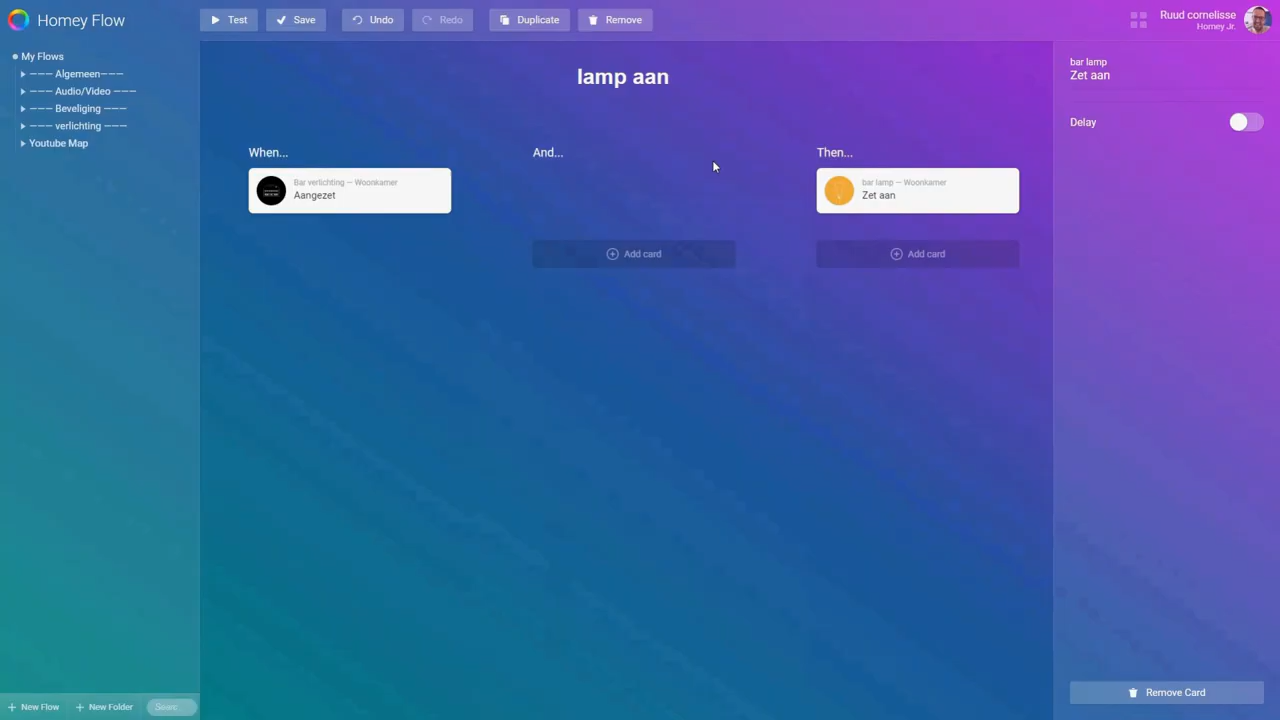 Homey Flow
Test
Save
Undo
Redo
Duplicate
Remove
Ruud cornelisse
Homey Jr.
My Flows
——— Algemeen———
——— Audio/Video ———
——— Beveliging ———
——— verlichting ———
Youtube Map
lamp aan
When...
And...
Then...
Bar verlichting — Woonkamer
Aangezet
bar lamp — Woonkamer
Zet aan
Add card
Add card
bar lamp
Zet aan
Delay
New Flow
New Folder
Searc
Remove Card